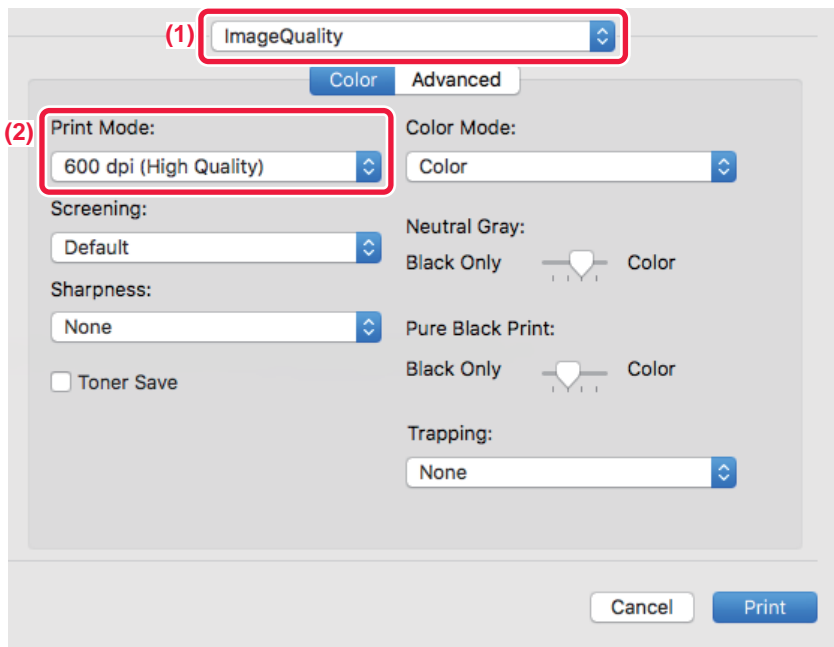 (1) ImageQuality
Color Advanced
(2) Print Mode:
600 dpi (High Quality)
Screening:
Default
Sharpness:
None
Toner Save
Color Mode:
Color
Neutral Gray:
Black Only Color
Pure Black Print:
Black Only Color
Trapping:
None
Cancel Print